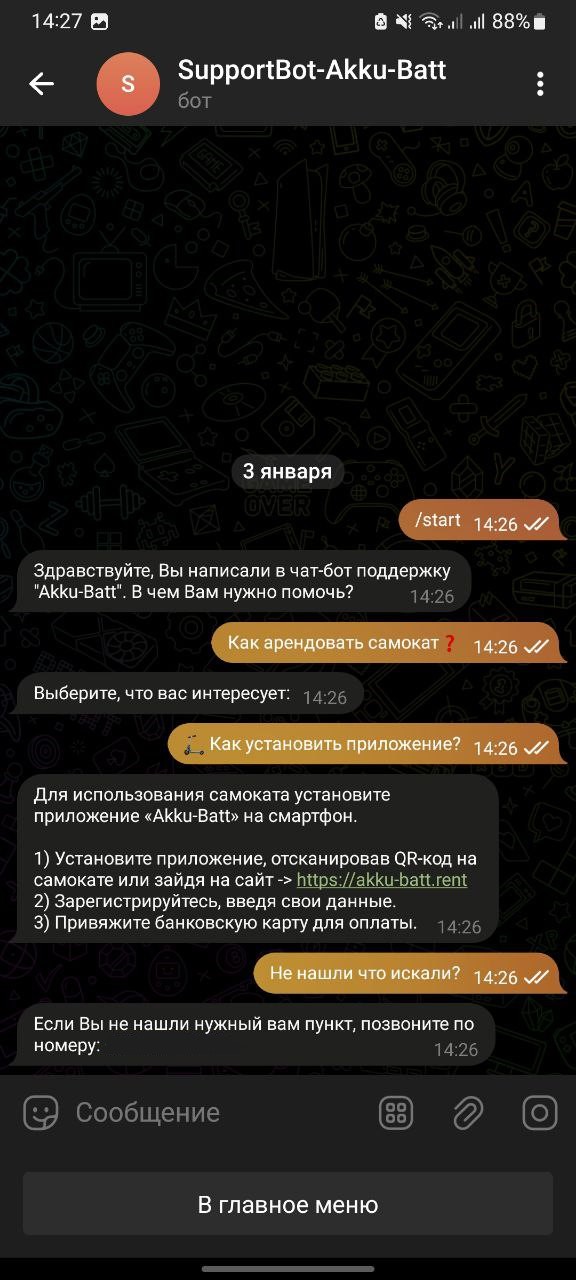 14:27
88%
S
SupportBot-Akku-Batt
бот
3 января
OVER
/start 14:26
Здравствуйте, Вы написали в чат-бот поддержку
"Akku-Batt". В чем Вам нужно помочь? 14:26
Как арендовать самокат❓ 14:26
Выберите, что вас интересует: 14:26
🛴 Как установить приложение? 14:26
Для использования самоката установите
приложение «Akku-Batt» на смартфон.
1) Установите приложение, отсканировав QR-код на
самокате или зайдя на сайт -> https://akku-batt.rent
2) Зарегистрируйтесь, введя свои данные.
3) Привяжите банковскую карту для оплаты. 14:26
Не нашли что искали? 14:26
Если Вы не нашли нужный вам пункт, позвоните по
номеру: 14:26
Сообщение
В главное меню